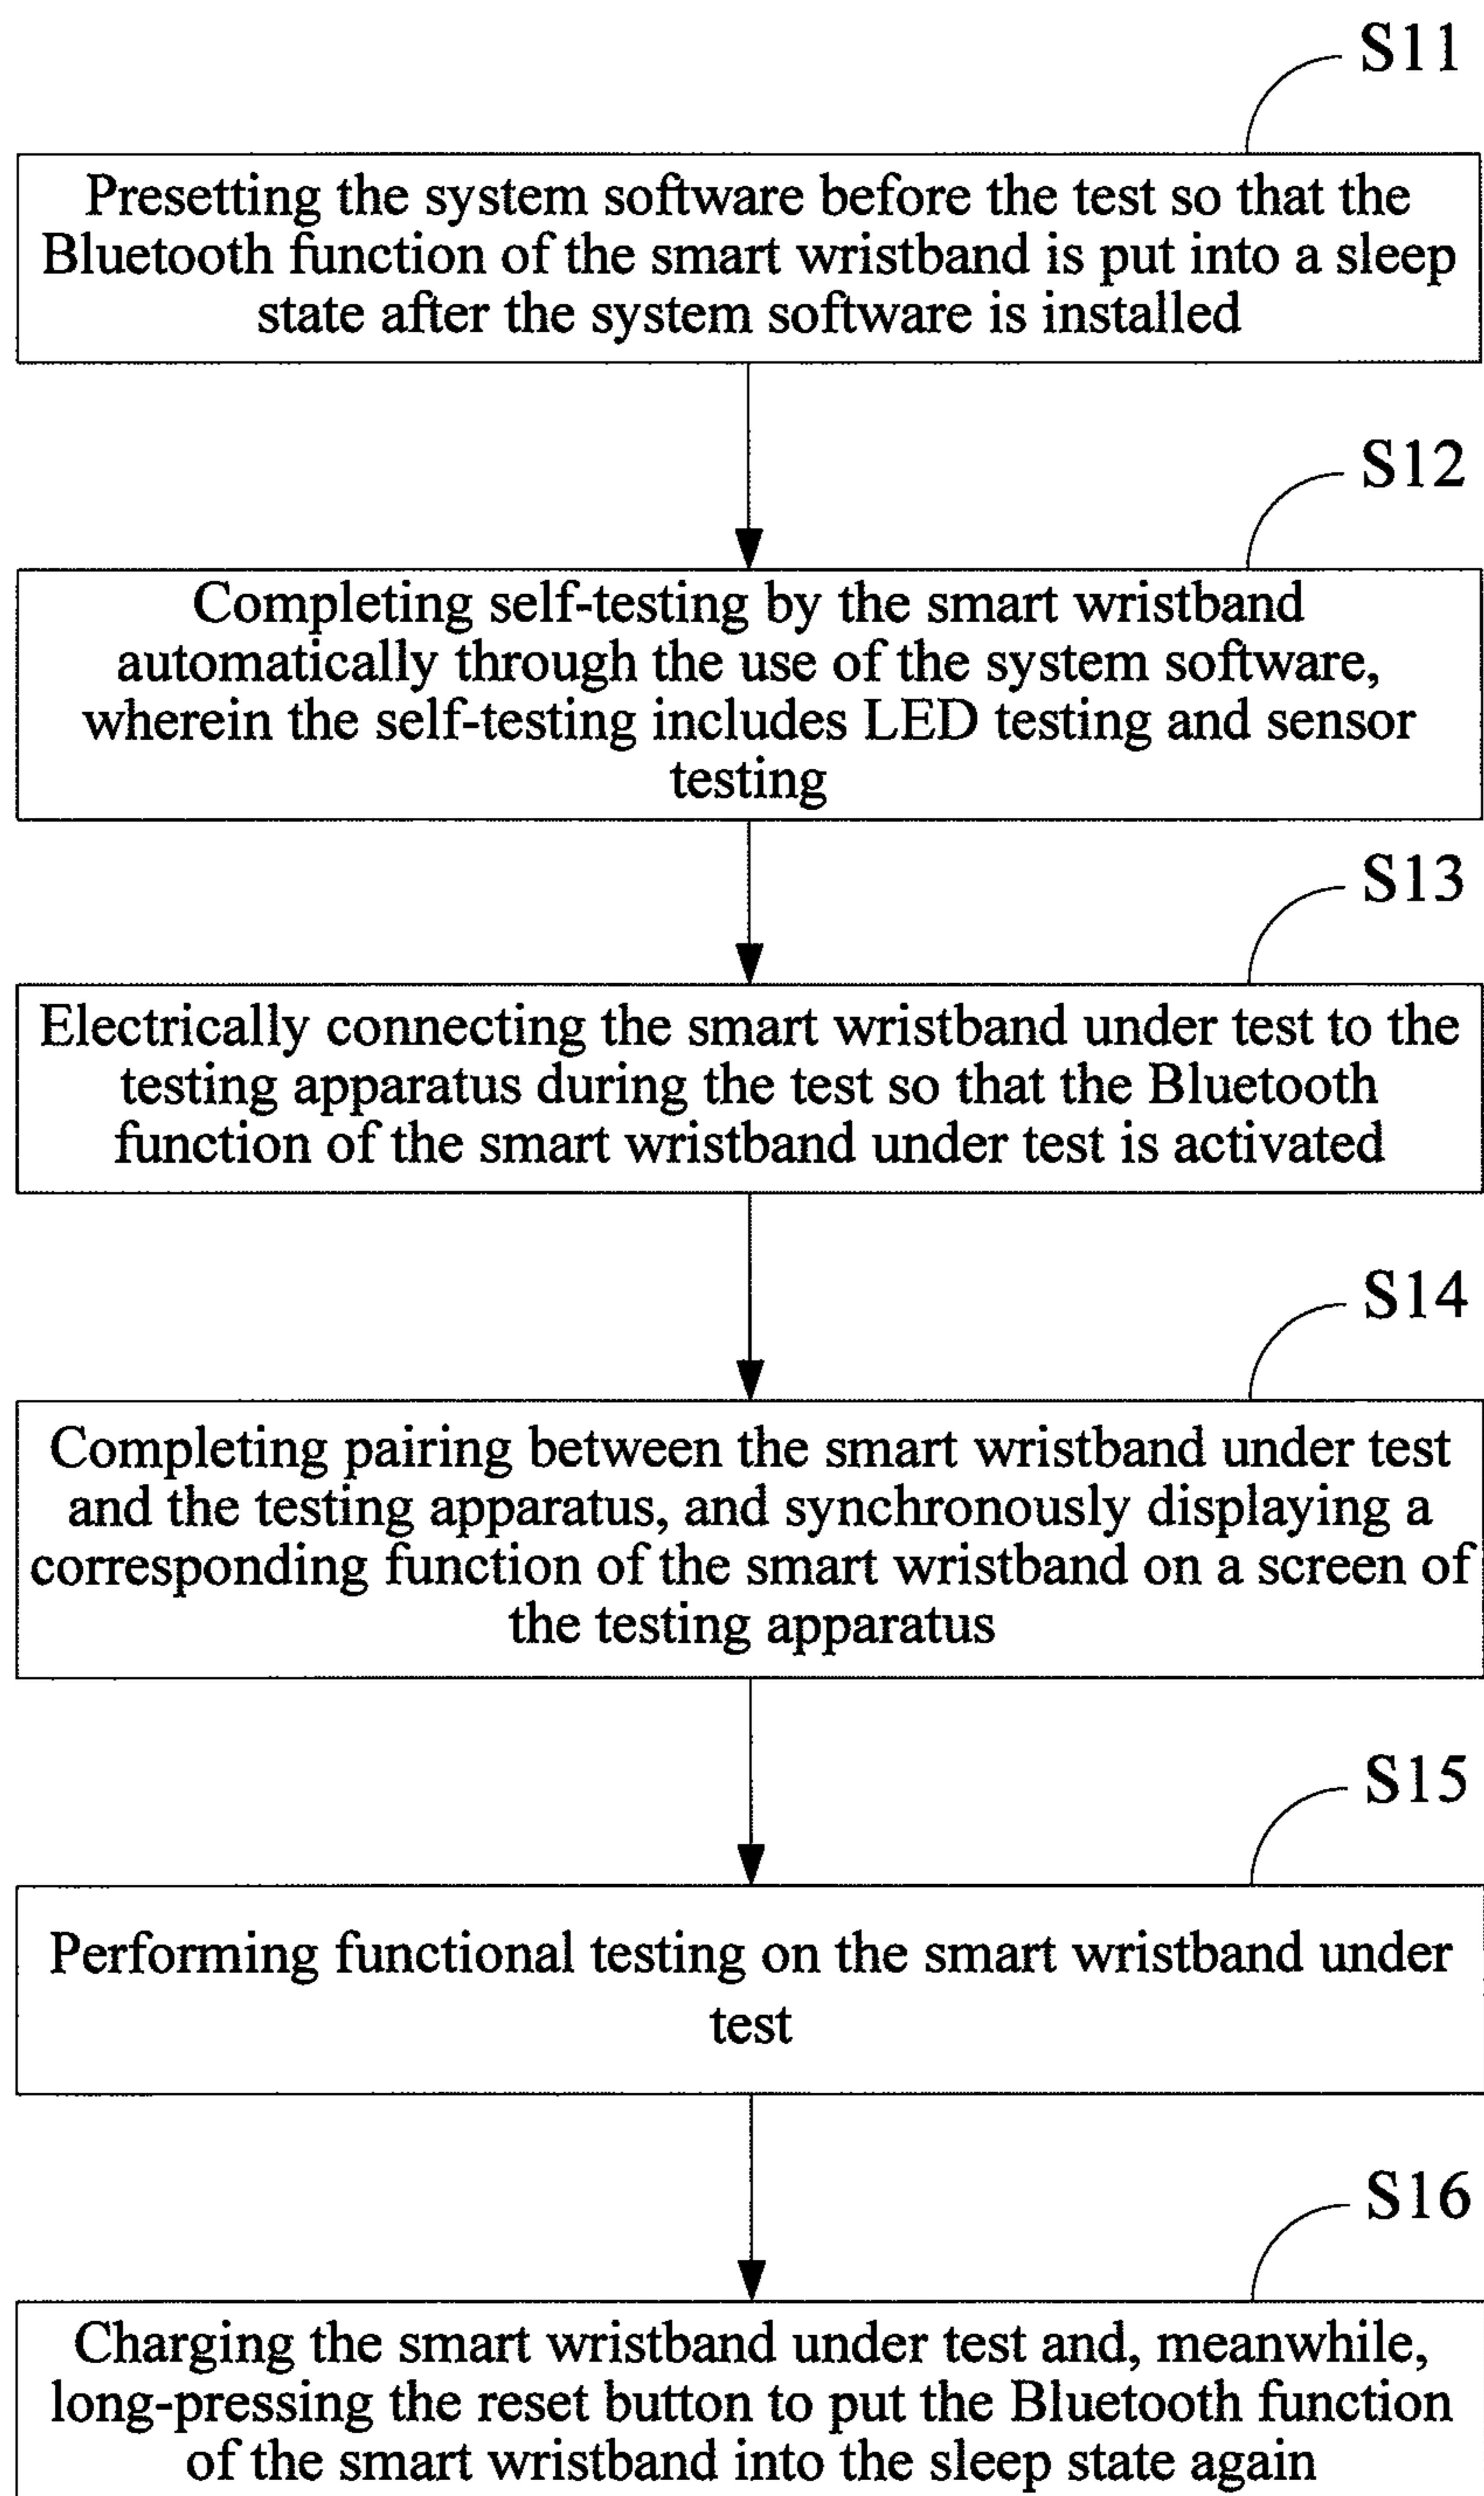 S11
Presetting the system software before the test so that the
Bluetooth function of the smart wristband is put into a sleep
state after the system software is installed
S12
Completing self-testing by the smart wristband
automatically through the use of the system software,
wherein the self-testing includes LED testing and sensor
testing
S13
Electrically connecting the smart wristband under test to the
testing apparatus during the test so that the Bluetooth
function of the smart wristband under test is activated
S14
Completing pairing between the smart wristband under test
and the testing apparatus, and synchronously displaying a
corresponding function of the smart wristband on a screen of
the testing apparatus
S15
Performing functional testing on the smart wristband under
test
S16
Charging the smart wristband under test and, meanwhile,
long-pressing the reset button to put the Bluetooth function
of the smart wristband into the sleep state again